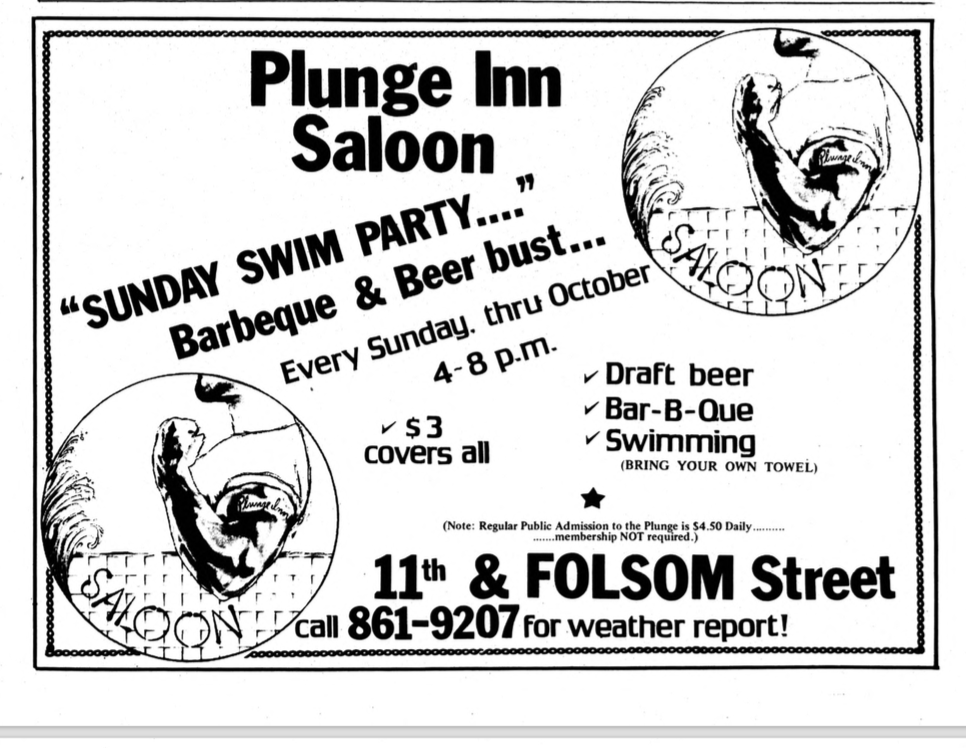 Plunge Inn
Saloon
Plunge Inn
SALOON
“SUNDAY SWIM PARTY....”
Barbeque & Beer bust...
Every Sunday, thru October
4-8 p.m.
✓ $3
covers all
✓ Draft beer
✓ Bar-B-Que
✓ Swimming
(BRING YOUR OWN TOWEL)
★
(Note: Regular Public Admission to the Plunge is $4.50 Daily..........
.......membership NOT required.)
Plunge Inn
SALOON
11th & FOLSOM Street
call 861-9207 for weather report!